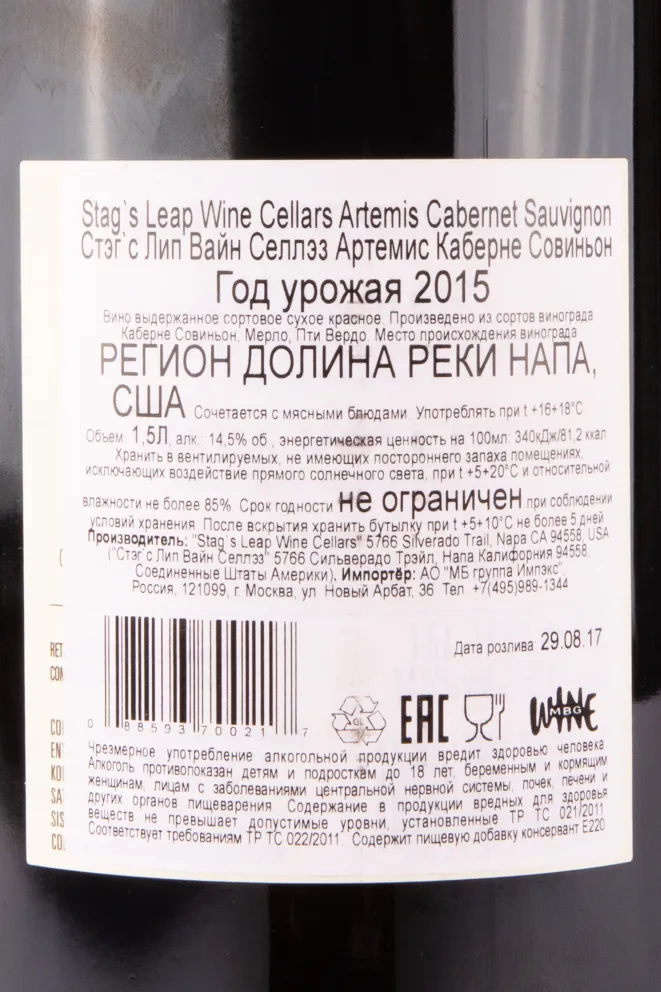 Stag`s Leap Wine Cellars Artemis Cabernet Sauvignon
Стэг`с Лип Вайн Селлэз Артемис Каберне Совиньон
Год урожая 2015
Вино выдержанное сортовое сухое красное. Произведено из сортов винограда
Каберне Совиньон, Мерло, Пти Вердо. Место происхождения винограда
РЕГИОН ДОЛИНА РЕКИ НАПА,
США Сочетается с мясными блюдами. Употреблять при t +16+18°C
Объем: 1,5Л, алк.: 14,5% об., энергетическая ценность на 100мл: 340кДж/81,2 ккал
Хранить в вентилируемых, не имеющих постороннего запаха помещениях,
исключающих воздействие прямого солнечного света, при t +5+20°C и относительной
влажности не более 85%. Срок годности не ограничен при соблюдении
условий хранения. После вскрытия хранить бутылку при t +5+10°C не более 5 дней
Производитель: "Stag`s Leap Wine Cellars" 5766 Silverado Trail, Napa CA 94558, USA
("Стэг`с Лип Вайн Селлэз" 5766 Сильверадо Трэйл, Напа Калифорния 94558,
Соединенные Штаты Америки). Импортёр: АО "МБ группа Импэкс",
Россия, 121099, г. Москва, ул. Новый Арбат, 36 Тел. +7(495)989-1344
Дата розлива 29.08.17
0 88593 70021 7
GL
EAC
WINE
MBG
Чрезмерное употребление алкогольной продукции вредит здоровью человека
Алкоголь противопоказан детям и подросткам до 18 лет, беременным и кормящим
женщинам, лицам с заболеваниями центральной нервной системы, почек, печени и
других органов пищеварения. Содержание в продукции вредных для здоровья
веществ не превышает допустимые уровни, установленные ТР ТС 021/2011
Соответствует требованиям ТР ТС 022/2011. Содержит пищевую добавку консервант Е220